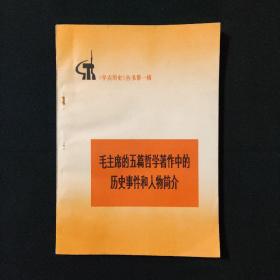 《学点历史》丛书第一辑
毛主席的五篇哲学著作中的
历史事件和人物简介